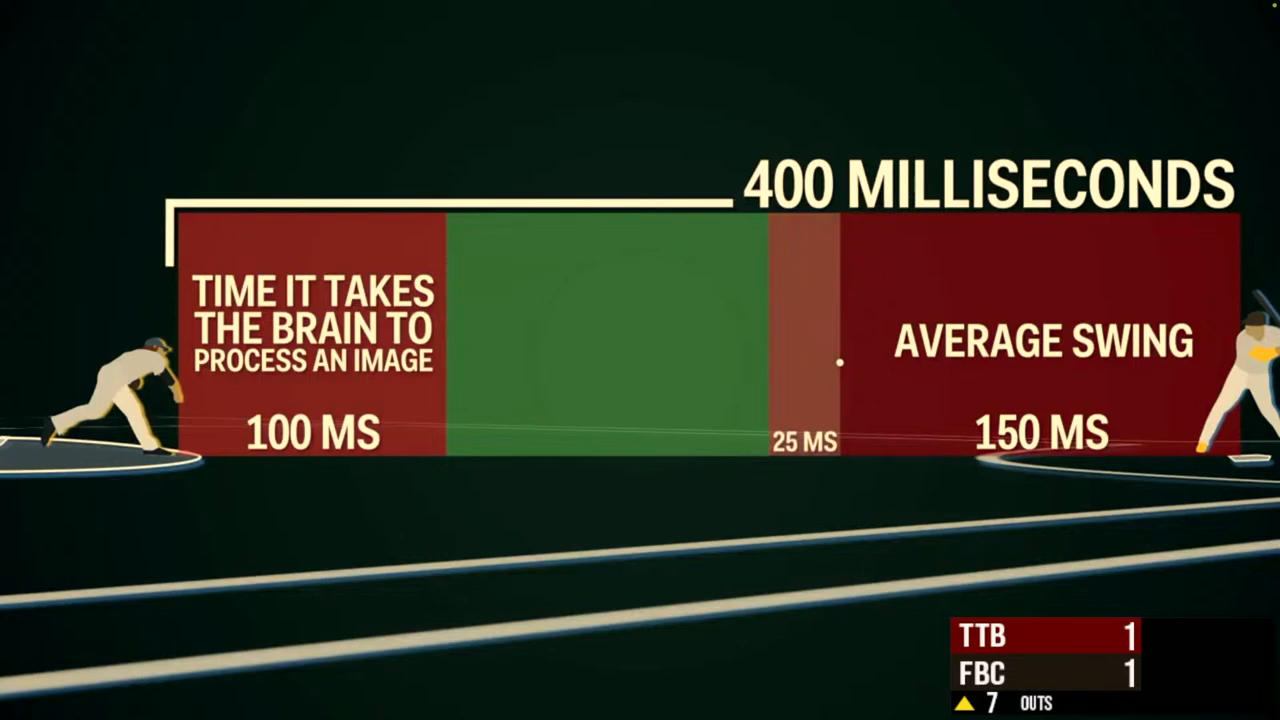 400 MILLISECONDS
TIME IT TAKES
THE BRAIN TO
PROCESS AN IMAGE
100 MS
25 MS
AVERAGE SWING
150 MS
TTB 1
FBC 1
7 OUTS